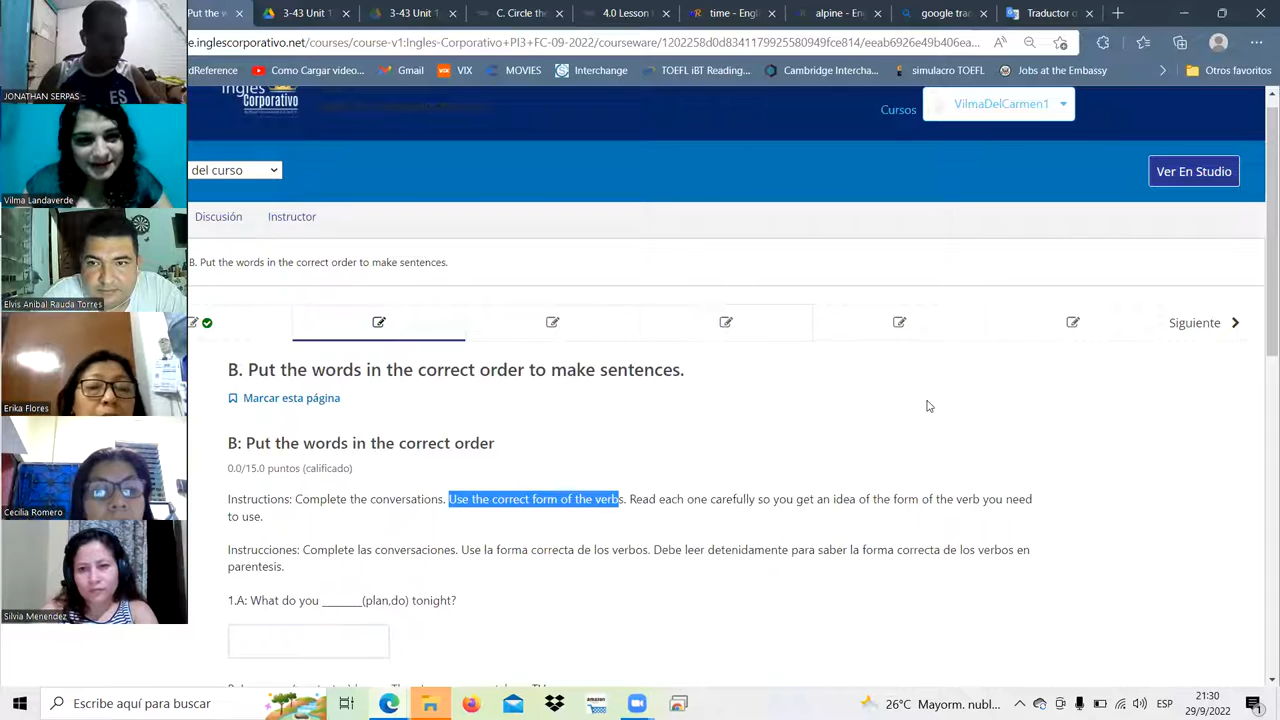 Put the w
3-43 Unit 1
3-43 Unit 1
C. Circle the
4.0 Lesson
time - Engl
alpine - En
google tran
Traductor d
e.inglescorporativo.net/courses/course-v1:Ingles-Corporativo+PI3+FC-09-2022/courseware/1202258d0d8341179925580949fce814/eeab6926e49b406ea...
dReference
Como Cargar video...
Gmail
VIX
MOVIES
Interchange
TOEFL iBT Reading...
Cambridge Intercha...
simulacro TOEFL
Jobs at the Embassy
Otros favoritos
Ingles
Corporativo
Cursos
VilmaDelCarmen1
del curso
Ver En Studio
Discusión
Instructor
B. Put the words in the correct order to make sentences.
Siguiente
B. Put the words in the correct order to make sentences.
Marcar esta página
B: Put the words in the correct order
0.0/15.0 puntos (calificado)
Instructions: Complete the conversations. Use the correct form of the verbs. Read each one carefully so you get an idea of the form of the verb you need
to use.
Instrucciones: Complete las conversaciones. Use la forma correcta de los verbos. Debe leer detenidamente para saber la forma correcta de los verbos en
parentesis.
1.A: What do you ______(plan,do) tonight?
JONATHAN SERPAS
ES
Vilma Landaverde
Elvis Anibal Rauda Torres
Erika Flores
Cecilia Romero
Silvia Menendez
Escribe aquí para buscar
amazon
26°C Mayorm. nubl...
ESP
21:30
29/9/2022
1